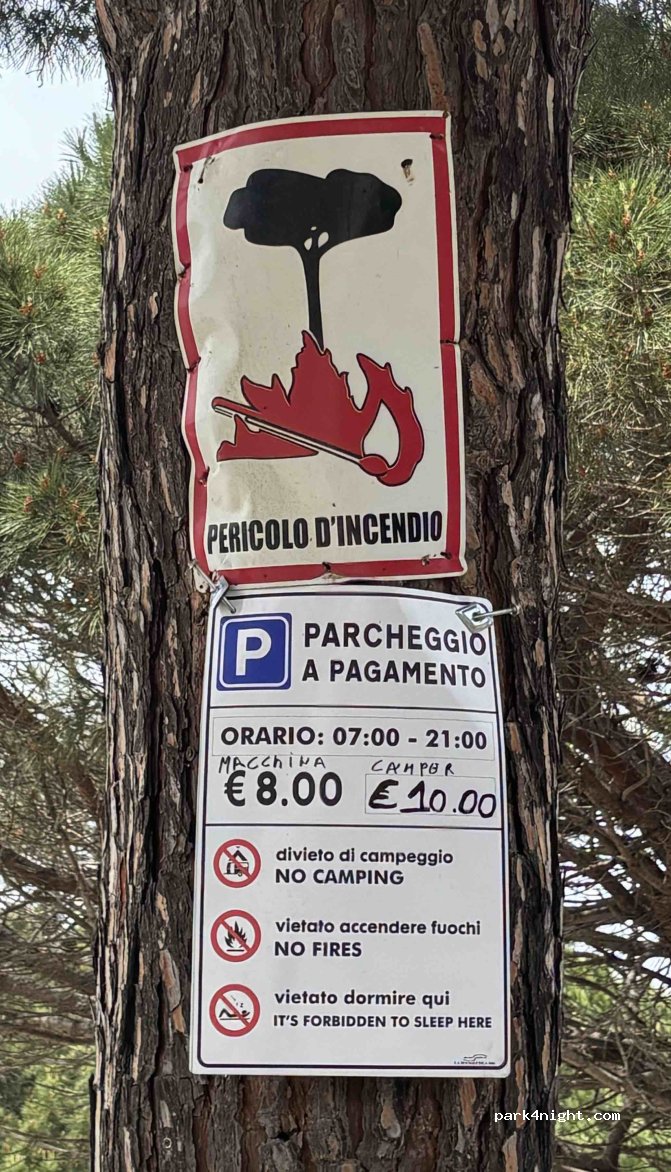 PERICOLO D'INCENDIO
P
PARCHEGGIO
A PAGAMENTO
ORARIO: 07:00 - 21:00
MACCHINA CAMPER
€ 8.00 € 10.00
divieto di campeggio
NO CAMPING
vietato accendere fuochi
NO FIRES
vietato dormire qui
IT'S FORBIDDEN TO SLEEP HERE
park4night.com